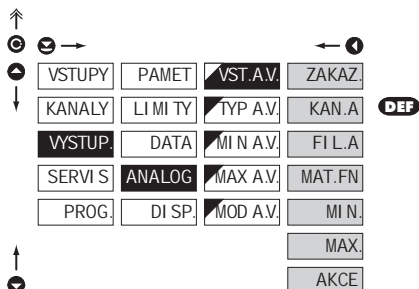 VSTUPY PAMET VST.A.V. ZAKAZ.
KANALY LIMITY TYP A.V. KAN.A DEF
VYSTUP. DATA MIN A.V. FIL.A
SERVIS ANALOG MAX A.V. MAT.FN
PROG. DISP. MOD A.V. MIN.
MAX.
AKCE